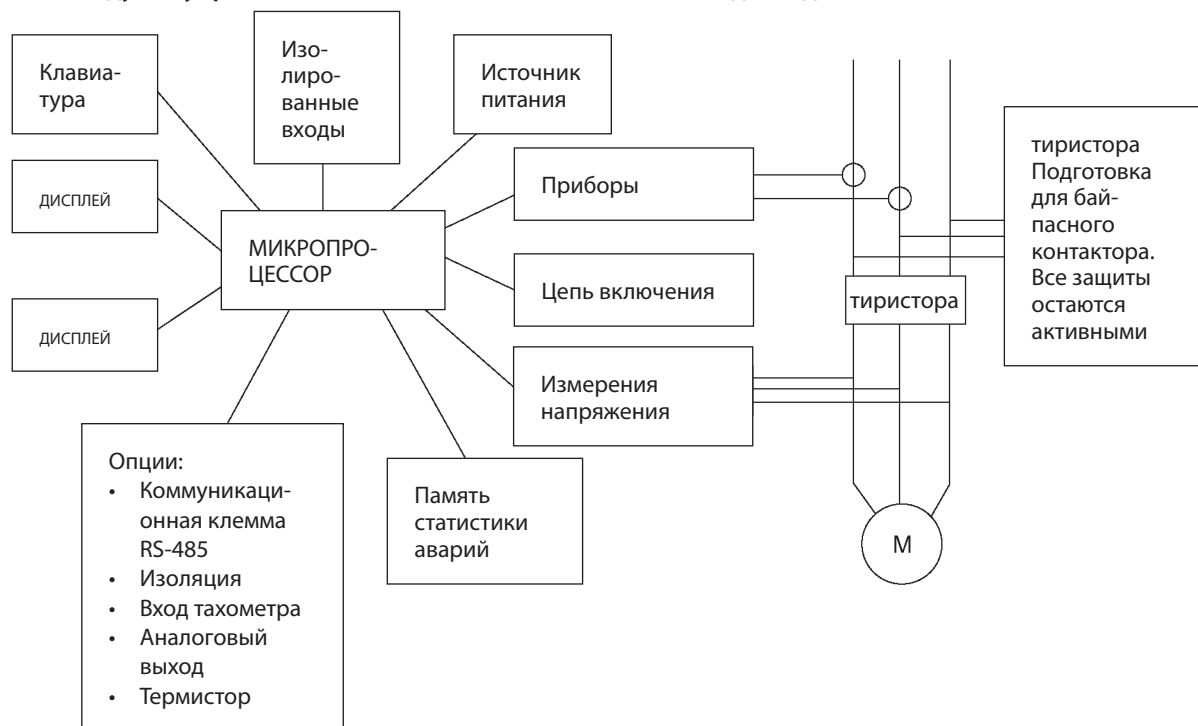 Клавиа-
тура
Изо-
лиро-
ванные
входы
Источник
питания
ДИСПЛЕЙ
Приборы
тиристора
Подготовка
для бай-
пасного
контактора.
Все защиты
остаются
активными
МИКРОПРО-
ЦЕССОР
Цепь включения
тиристора
ДИСПЛЕЙ
Измерения
напряжения
Опции:
• Коммуникаци-
онная клемма
RS-485
• Изоляция
• Вход тахометра
• Аналоговый
выход
• Термистор
Память
статистики
аварий
М